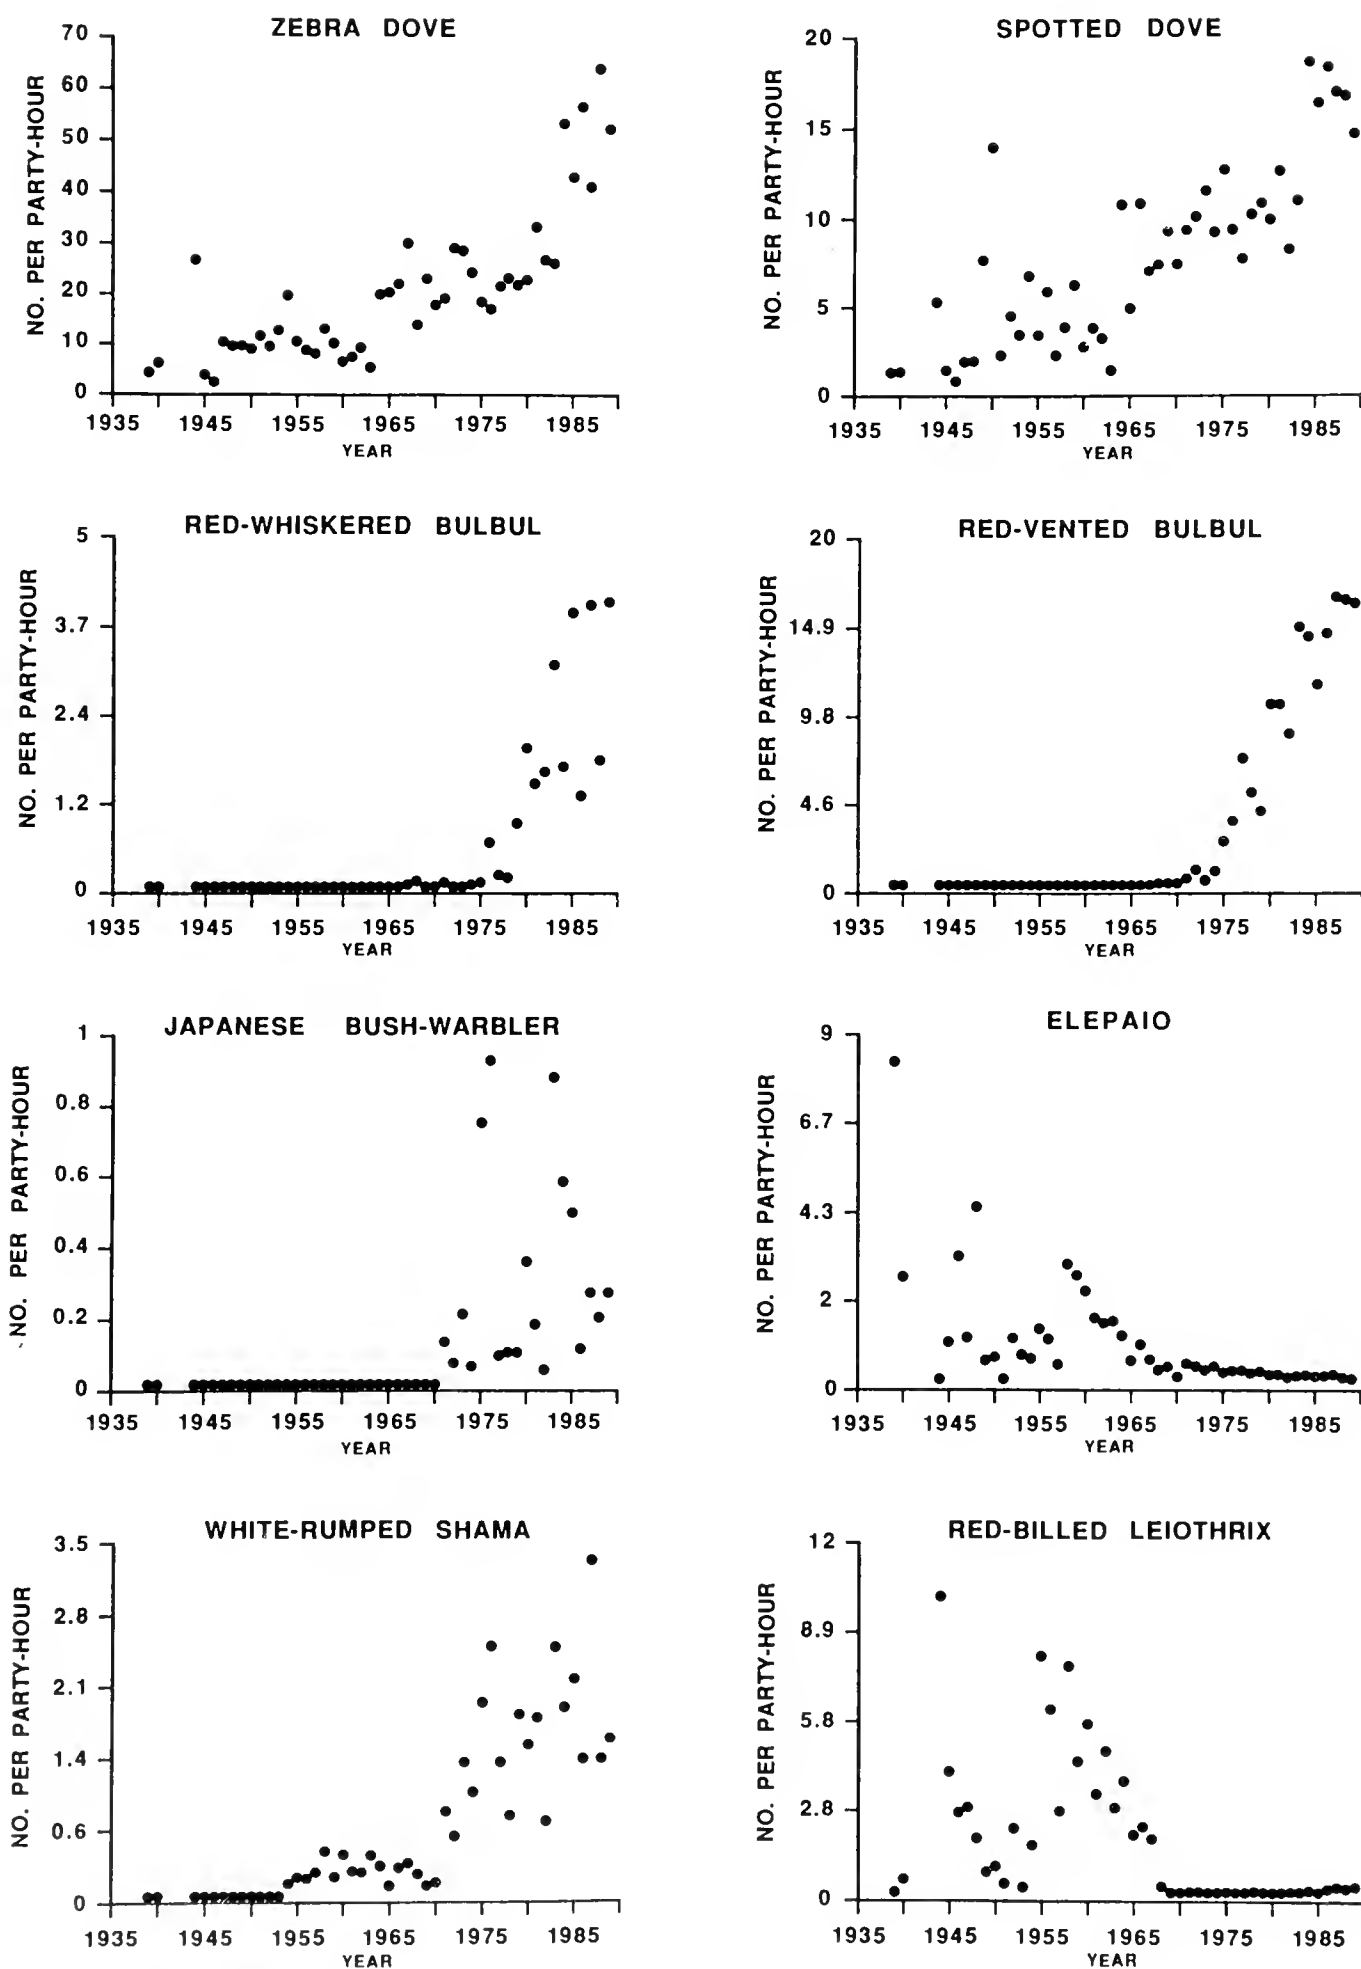 ZEBRA DOVE
NO. PER PARTY-HOUR
70
60
50
40
30
20
10
0
1935 1945 1955 1965 1975 1985
YEAR
SPOTTED DOVE
NO. PER PARTY-HOUR
20
15
10
5
0
1935 1945 1955 1965 1975 1985
YEAR
RED-WHISKERED BULBUL
NO. PER PARTY-HOUR
5
3.7
2.4
1.2
0
1935 1945 1955 1965 1975 1985
YEAR
RED-VENTED BULBUL
NO. PER PARTY-HOUR
20
14.9
9.8
4.6
0
1935 1945 1955 1965 1975 1985
YEAR
JAPANESE BUSH-WARBLER
NO. PER PARTY-HOUR
1
0.8
0.6
0.4
0.2
0
1935 1945 1955 1965 1975 1985
YEAR
ELEPAIO
NO. PER PARTY-HOUR
9
6.7
4.3
2
0
1935 1945 1955 1965 1975 1985
YEAR
WHITE-RUMPED SHAMA
NO. PER PARTY-HOUR
3.5
2.8
2.1
1.4
0.6
0
1935 1945 1955 1965 1975 1985
YEAR
RED-BILLED LEIOTHRIX
NO. PER PARTY-HOUR
12
8.9
5.8
2.8
0
1935 1945 1955 1965 1975 1985
YEAR